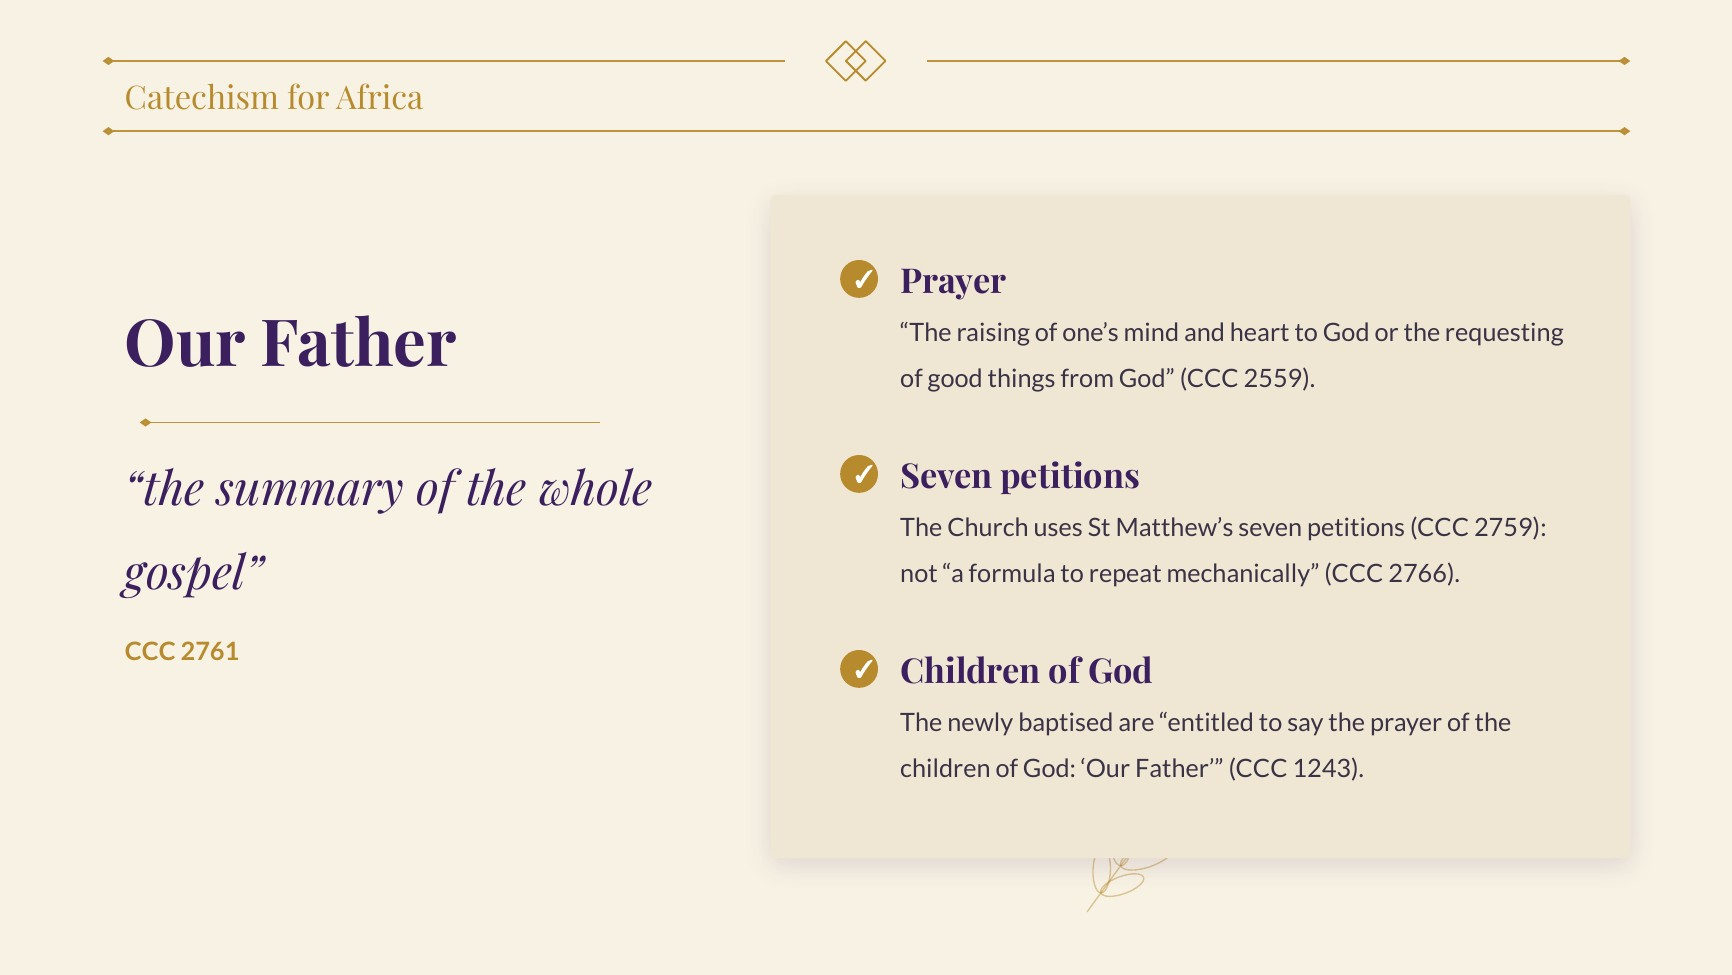 Catechism for Africa
Our Father
“the summary of the whole
gospel”
CCC 2761
Prayer
“The raising of one’s mind and heart to God or the requesting
of good things from God” (CCC 2559).
Seven petitions
The Church uses St Matthew’s seven petitions (CCC 2759):
not “a formula to repeat mechanically” (CCC 2766).
Children of God
The newly baptised are “entitled to say the prayer of the
children of God: ‘Our Father’” (CCC 1243).